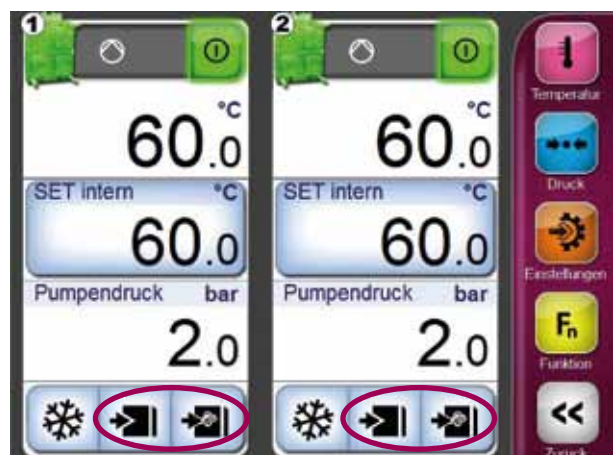 1
°C
60.0
SET intern °C
60.0
Pumpendruck bar
2.0
2
°C
60.0
SET intern °C
60.0
Pumpendruck bar
2.0
Temperatur
Druck
Einstellungen
Fn
Funktion
Zurück